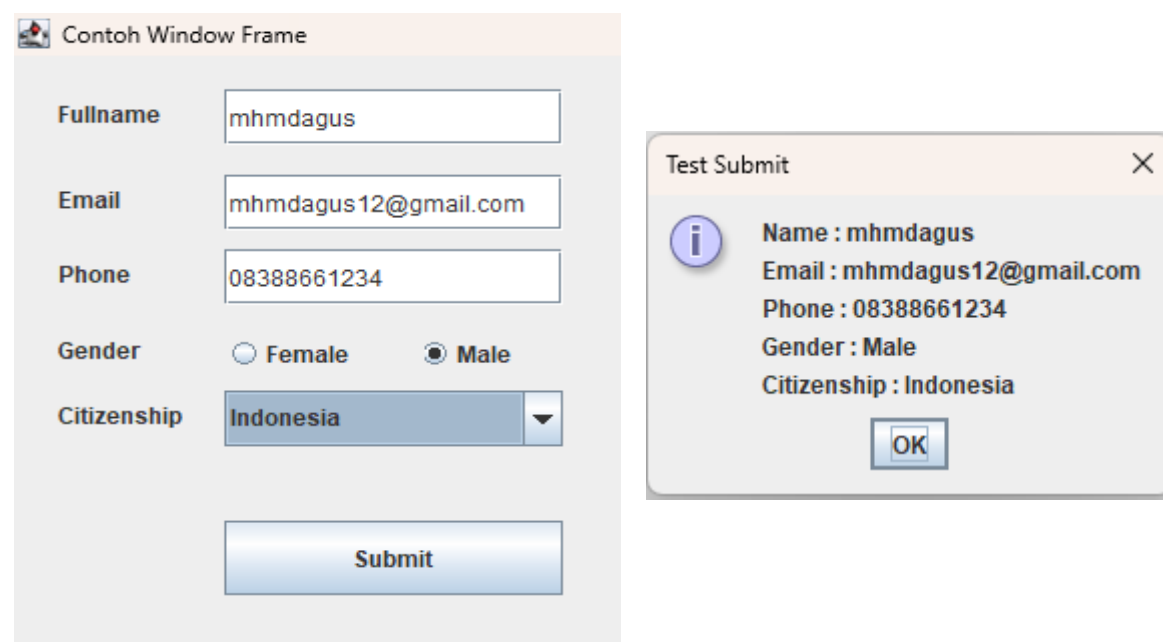 Contoh Window Frame
Fullname mhmdagus
Email mhmdagus12@gmail.com
Phone 08388661234
Gender Female Male
Citizenship Indonesia
Submit
Test Submit
i
Name : mhmdagus
Email : mhmdagus12@gmail.com
Phone : 08388661234
Gender : Male
Citizenship : Indonesia
OK